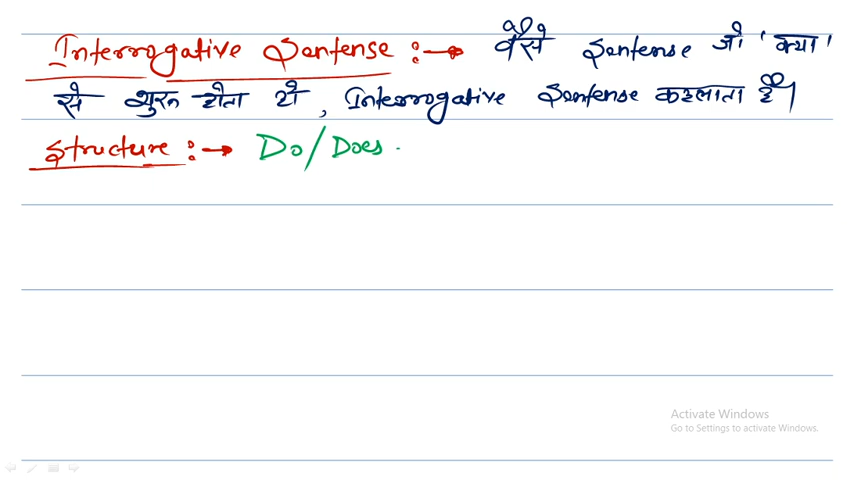 Interrogative Sentense :→ वैसे Sentense जो 'क्या'
से शुरू होता हो, Interrogative Sentense कहलाता है।
Structure :→ Do/Does
Activate Windows
Go to Settings to activate Windows.